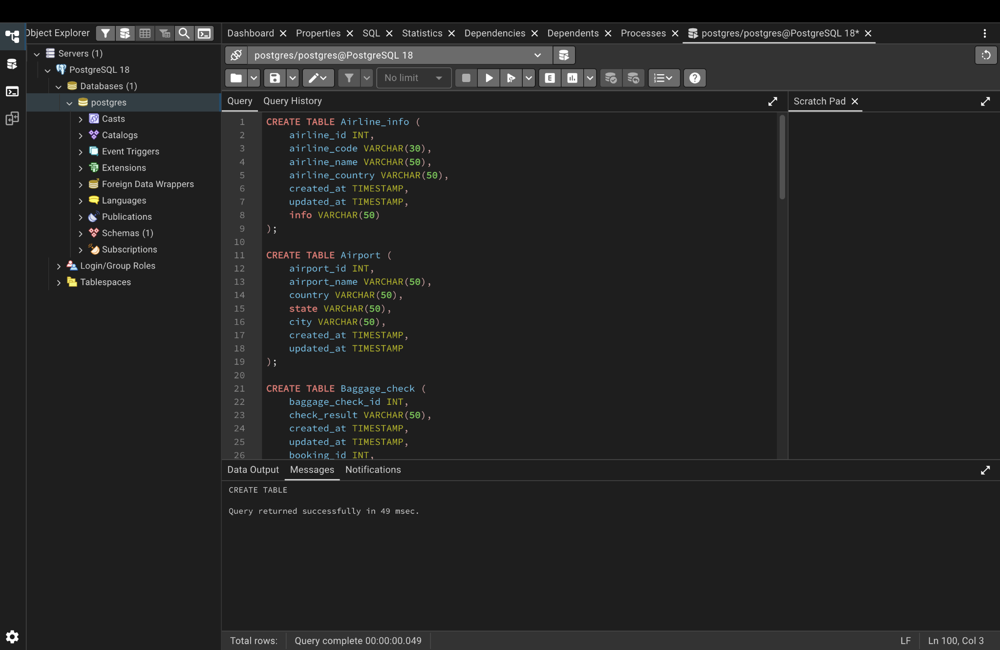 Object Explorer
Dashboard
Properties
SQL
Statistics
Dependencies
Dependents
Processes
postgres/postgres@PostgreSQL 18*
Servers (1)
PostgreSQL 18
Databases (1)
postgres
Casts
Catalogs
Event Triggers
Extensions
Foreign Data Wrappers
Languages
Publications
Schemas (1)
Subscriptions
Login/Group Roles
Tablespaces
postgres/postgres@PostgreSQL 18
No limit
E
Query
Query History
Scratch Pad
1 CREATE TABLE Airline_info (
2     airline_id INT,
3     airline_code VARCHAR(30),
4     airline_name VARCHAR(50),
5     airline_country VARCHAR(50),
6     created_at TIMESTAMP,
7     updated_at TIMESTAMP,
8     info VARCHAR(50)
9 );
10
11 CREATE TABLE Airport (
12     airport_id INT,
13     airport_name VARCHAR(50),
14     country VARCHAR(50),
15     state VARCHAR(50),
16     city VARCHAR(50),
17     created_at TIMESTAMP,
18     updated_at TIMESTAMP
19 );
20
21 CREATE TABLE Baggage_check (
22     baggage_check_id INT,
23     check_result VARCHAR(50),
24     created_at TIMESTAMP,
25     updated_at TIMESTAMP,
26     booking_id INT,
Data Output
Messages
Notifications
CREATE TABLE
Query returned successfully in 49 msec.
Total rows:
Query complete 00:00:00.049
LF
Ln 100, Col 3